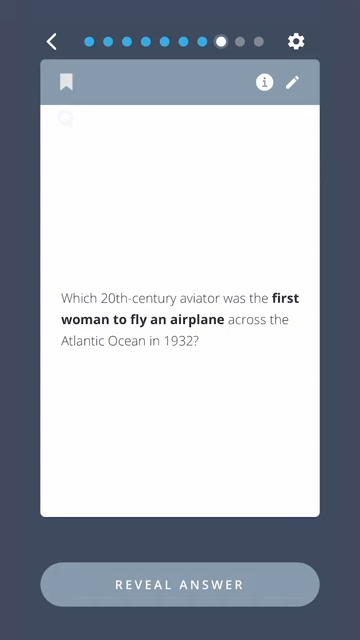 Q
Which 20th-century aviator was the first
woman to fly an airplane across the
Atlantic Ocean in 1932?
REVEAL ANSWER